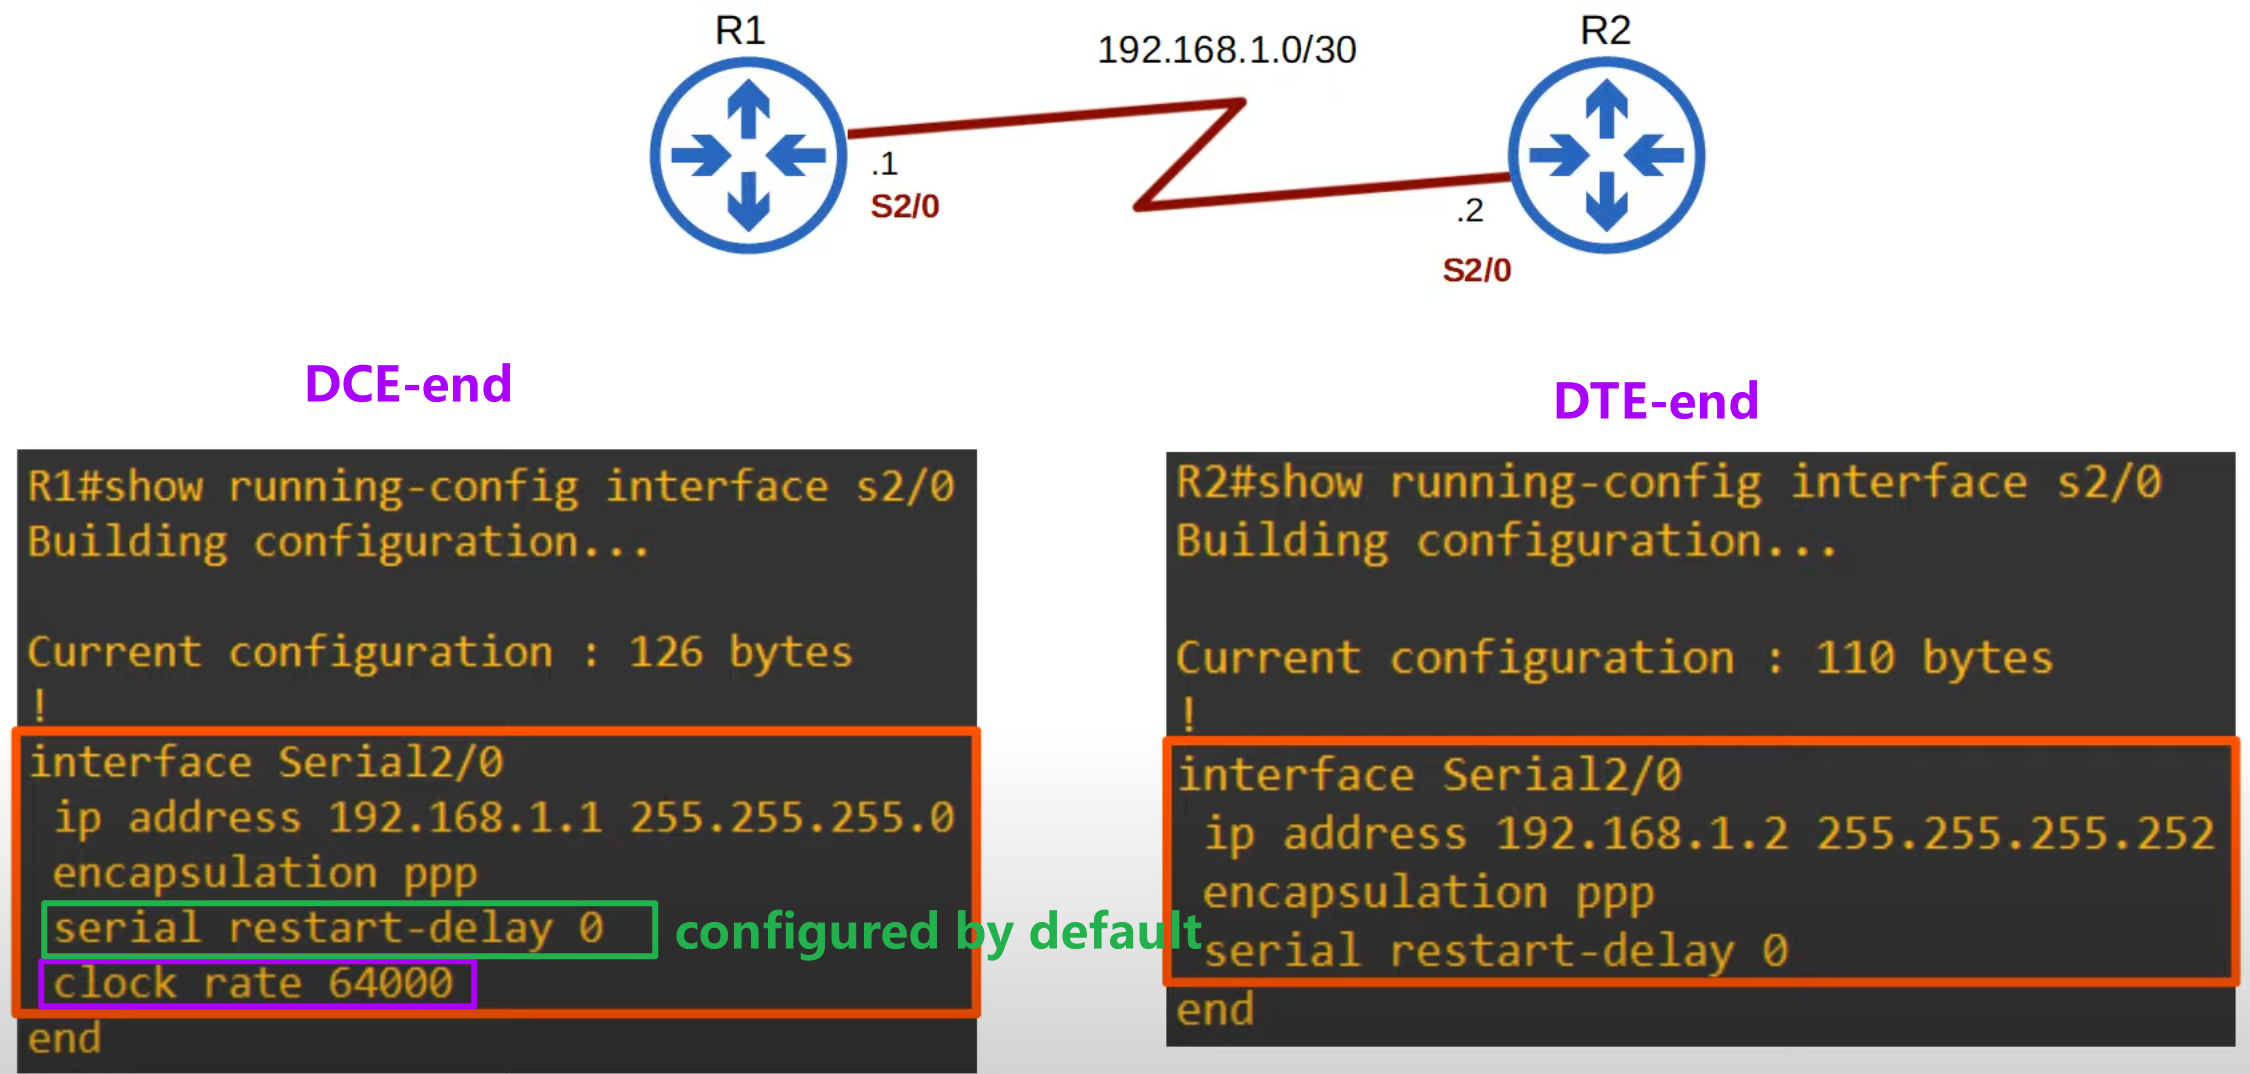 R1
192.168.1.0/30
R2
.1
S2/0
.2
S2/0
DCE-end
DTE-end
R1#show running-config interface s2/0
Building configuration...
Current configuration : 126 bytes
!
interface Serial2/0
ip address 192.168.1.1 255.255.255.0
encapsulation ppp
serial restart-delay 0
configured by default
clock rate 64000
end
R2#show running-config interface s2/0
Building configuration...
Current configuration : 110 bytes
!
interface Serial2/0
ip address 192.168.1.2 255.255.255.252
encapsulation ppp
serial restart-delay 0
end